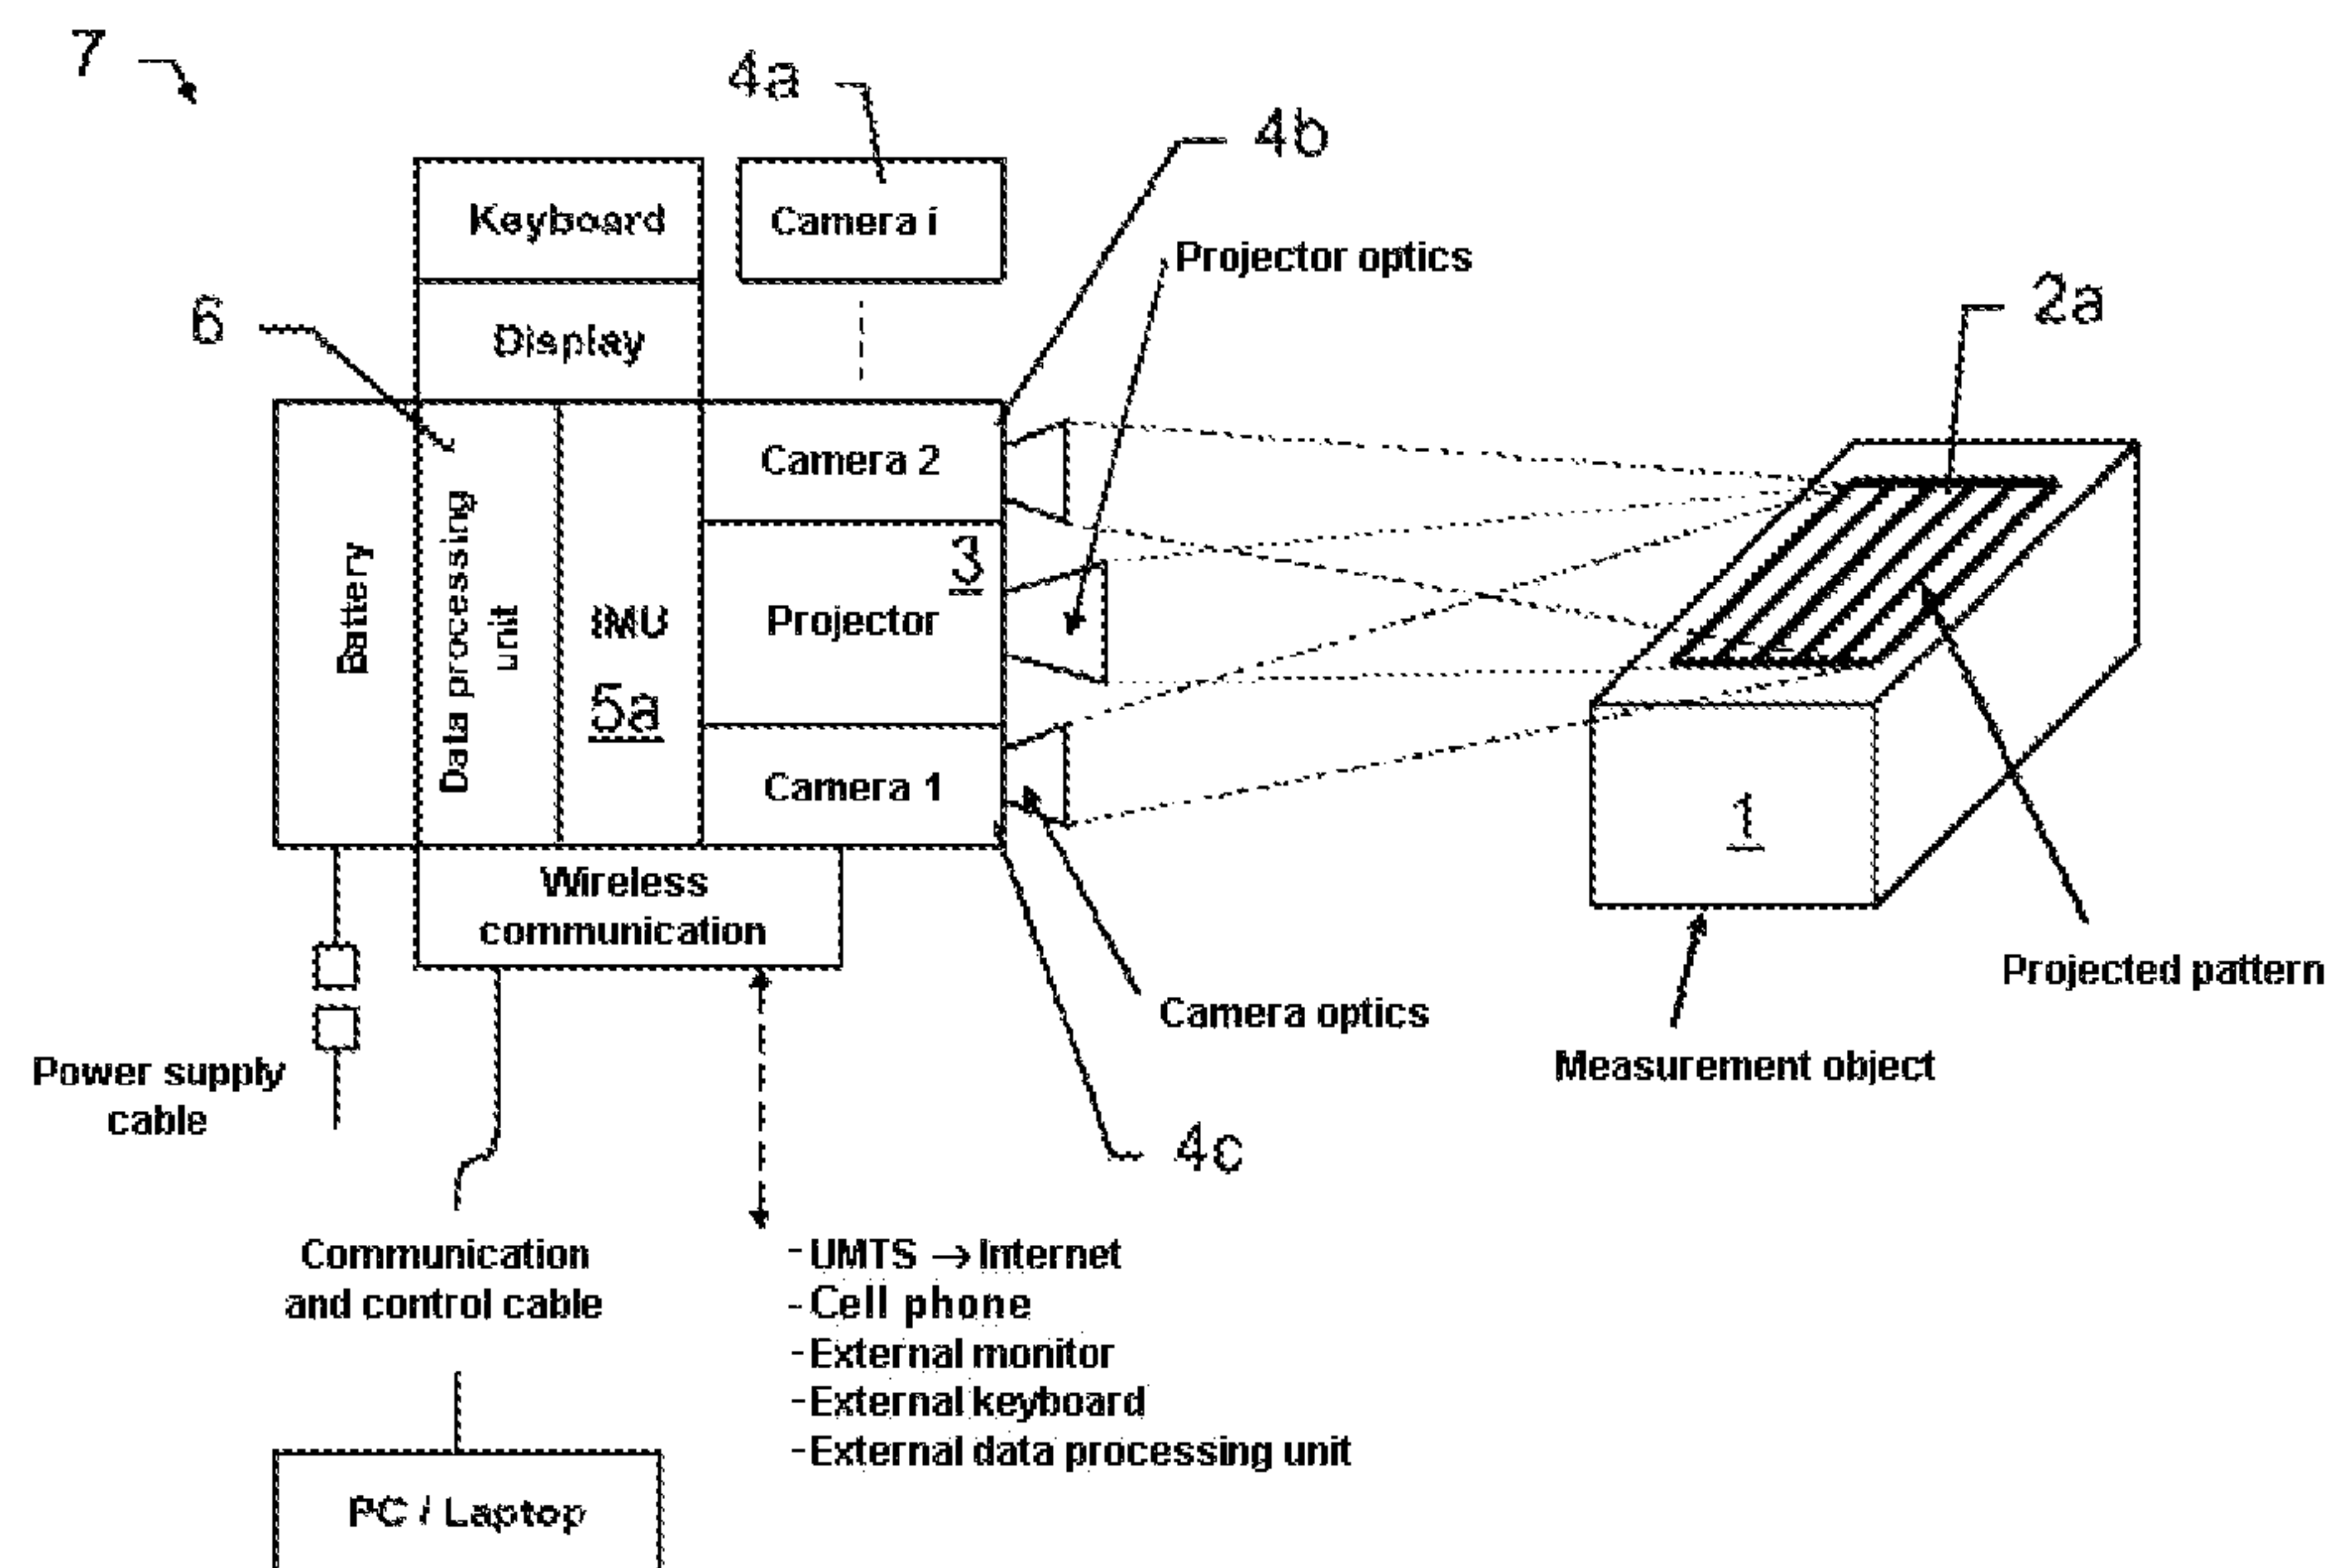 7
4a
4b
Keyboard
Camera i
Projector optics
2a
6
Display
Camera 2
Battery
Data processing
unit
IMU
5a
3
Projector
1
Camera 1
Wireless
communication
Projected pattern
Camera optics
Measurement object
Power supply
cable
4c
Communication
and control cable
-UMTS → Internet
-Cell phone
-External monitor
-External keyboard
-External data processing unit
PC / Laptop